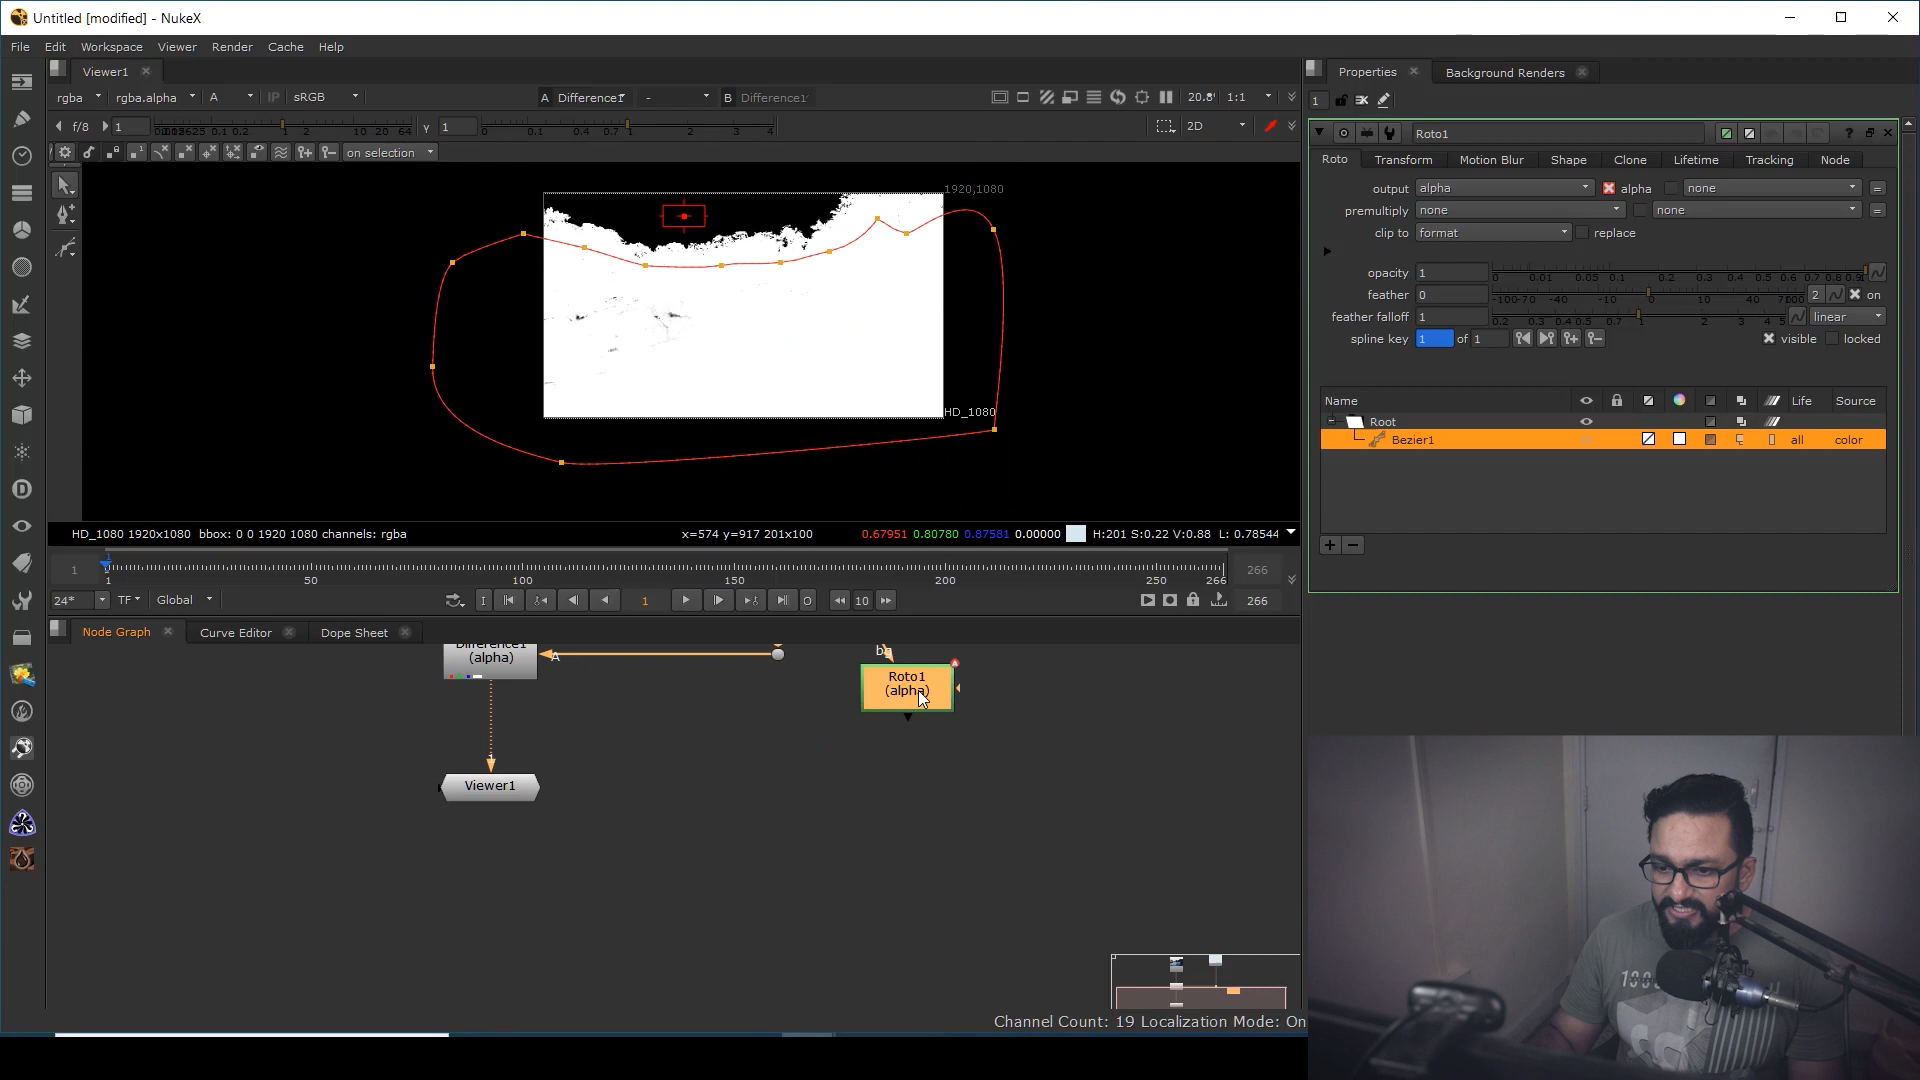 Untitled [modified] - NukeX
File Edit Workspace Viewer Render Cache Help
Viewer1
rgba rgba.alpha A IP sRGB A Difference1 - B Difference1 20.8 1:1
f/8 1 1 2D
on selection
1920,1080
HD_1080
HD_1080 1920x1080 bbox: 0 0 1920 1080 channels: rgba x=574 y=917 201x100 0.67951 0.80780 0.87581 0.00000 H:201 S:0.22 V:0.88 L: 0.78544
1 1 50 100 150 200 250 266 266
24* TF Global I 1 O 10 266
Node Graph Curve Editor Dope Sheet
Difference1
(alpha)
A
bg
Roto1
(alpha)
1
Viewer1
Channel Count: 19 Localization Mode: On
Properties Background Renders
1
Roto1
Roto Transform Motion Blur Shape Clone Lifetime Tracking Node
output alpha alpha none =
premultiply none none =
clip to format replace
opacity 1
feather 0 2 on
feather falloff 1 linear
spline key 1 of 1 visible locked
Name Life Source
Root
Bezier1 all color